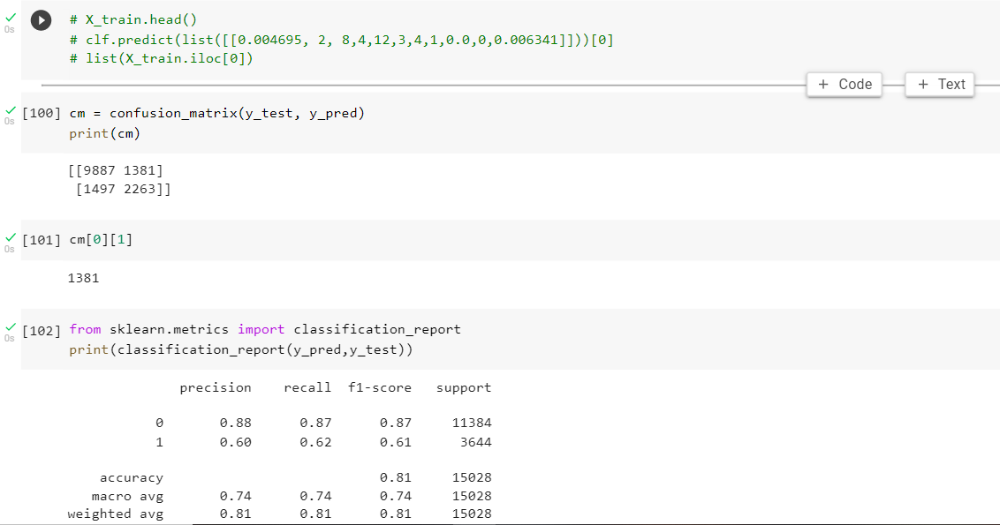 0s
# X_train.head()
# clf.predict(list([[0.004695, 2, 8,4,12,3,4,1,0.0,0,0.006341]]))[0]
# list(X_train.iloc[0])
+ Code + Text
0s
[100] cm = confusion_matrix(y_test, y_pred)
print(cm)
[[9887 1381]
[1497 2263]]
0s
[101] cm[0][1]
1381
0s
[102] from sklearn.metrics import classification_report
print(classification_report(y_pred,y_test))
precision recall f1-score support
0 0.88 0.87 0.87 11384
1 0.60 0.62 0.61 3644
accuracy 0.81 15028
macro avg 0.74 0.74 0.74 15028
weighted avg 0.81 0.81 0.81 15028